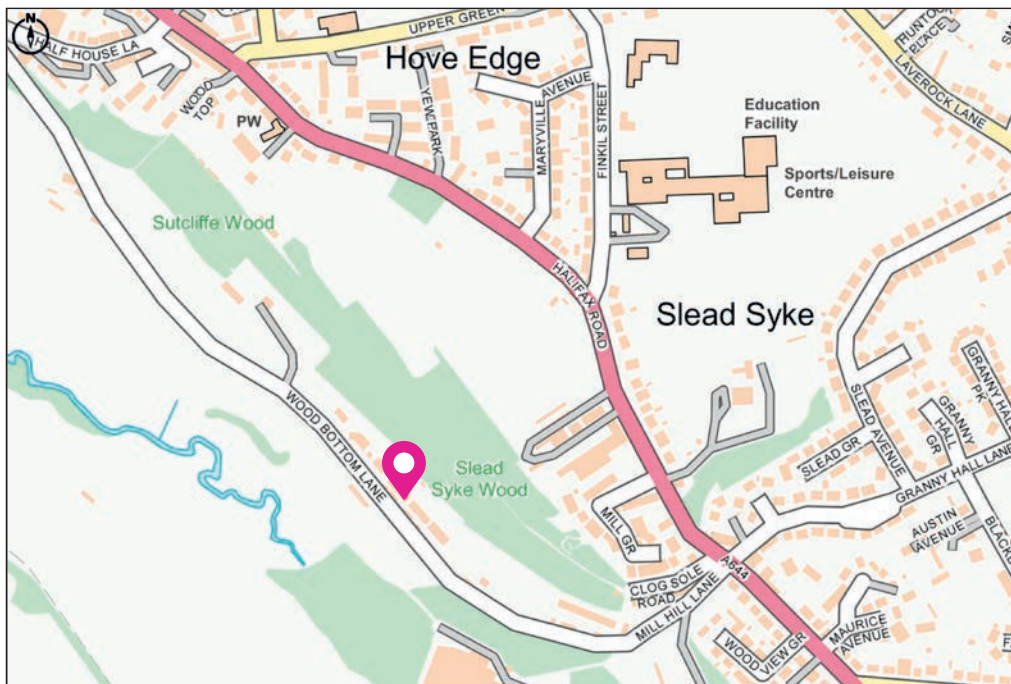 N
HALF HOUSE LA
UPPER GREEN
Hove Edge
WOOD
TOP
PW
YEW PARK
MARYVILLE
AVENUE
FINKIL STREET
Education
Facility
Sports/Leisure
Centre
PLACE
LAVEROCK LANE
Sutcliffe Wood
HALIFAX ROAD
Slead Syke
WOOD BOTTOM LANE
Slead
Syke Wood
MILL GR
SLEAD GR
SLEAD AVENUE
GRANNY
HALL
GR
GRANNY HALL
PK
GRANNY HALL LANE
AUSTIN
AVENUE
CLOG SOLE
ROAD
MILL HILL LANE
A644
WOOD
VIEW GR
MAURICE
AVENUE